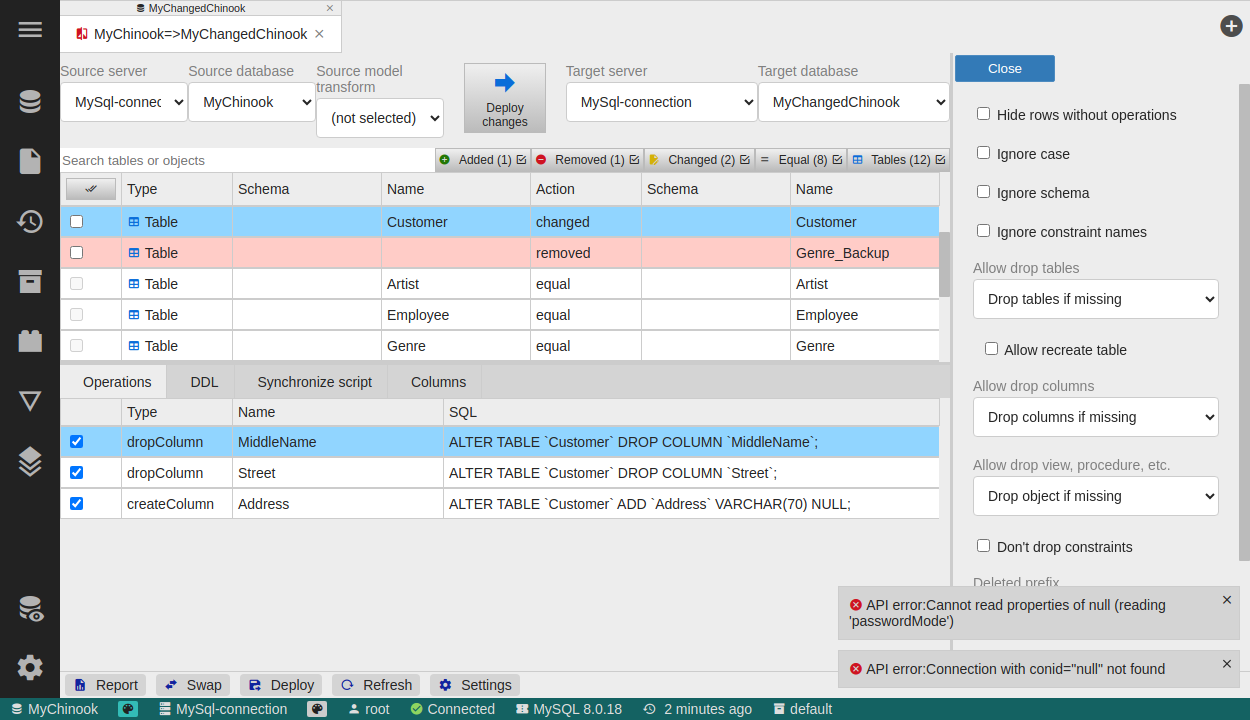 MyChangedChinook ×
MyChinook=>MyChangedChinook ×
Source server
Source database
Source model transform
Target server
Target database
MySql-connec
MyChinook
(not selected)
Deploy changes
MySql-connection
MyChangedChinook
Close
Search tables or objects
Added (1)
Removed (1)
Changed (2)
Equal (8)
Tables (12)
Type Schema Name Action Schema Name
Table Customer changed Customer
Table removed Genre_Backup
Table Artist equal Artist
Table Employee equal Employee
Table Genre equal Genre
Operations DDL Synchronize script Columns
Type Name SQL
dropColumn MiddleName ALTER TABLE `Customer` DROP COLUMN `MiddleName`;
dropColumn Street ALTER TABLE `Customer` DROP COLUMN `Street`;
createColumn Address ALTER TABLE `Customer` ADD `Address` VARCHAR(70) NULL;
Hide rows without operations
Ignore case
Ignore schema
Ignore constraint names
Allow drop tables
Drop tables if missing
Allow recreate table
Allow drop columns
Drop columns if missing
Allow drop view, procedure, etc.
Drop object if missing
Don't drop constraints
Deleted prefix
API error:Cannot read properties of null (reading
'passwordMode')
API error:Connection with conid="null" not found
Report Swap Deploy Refresh Settings
MyChinook MySql-connection root Connected MySQL 8.0.18 2 minutes ago default